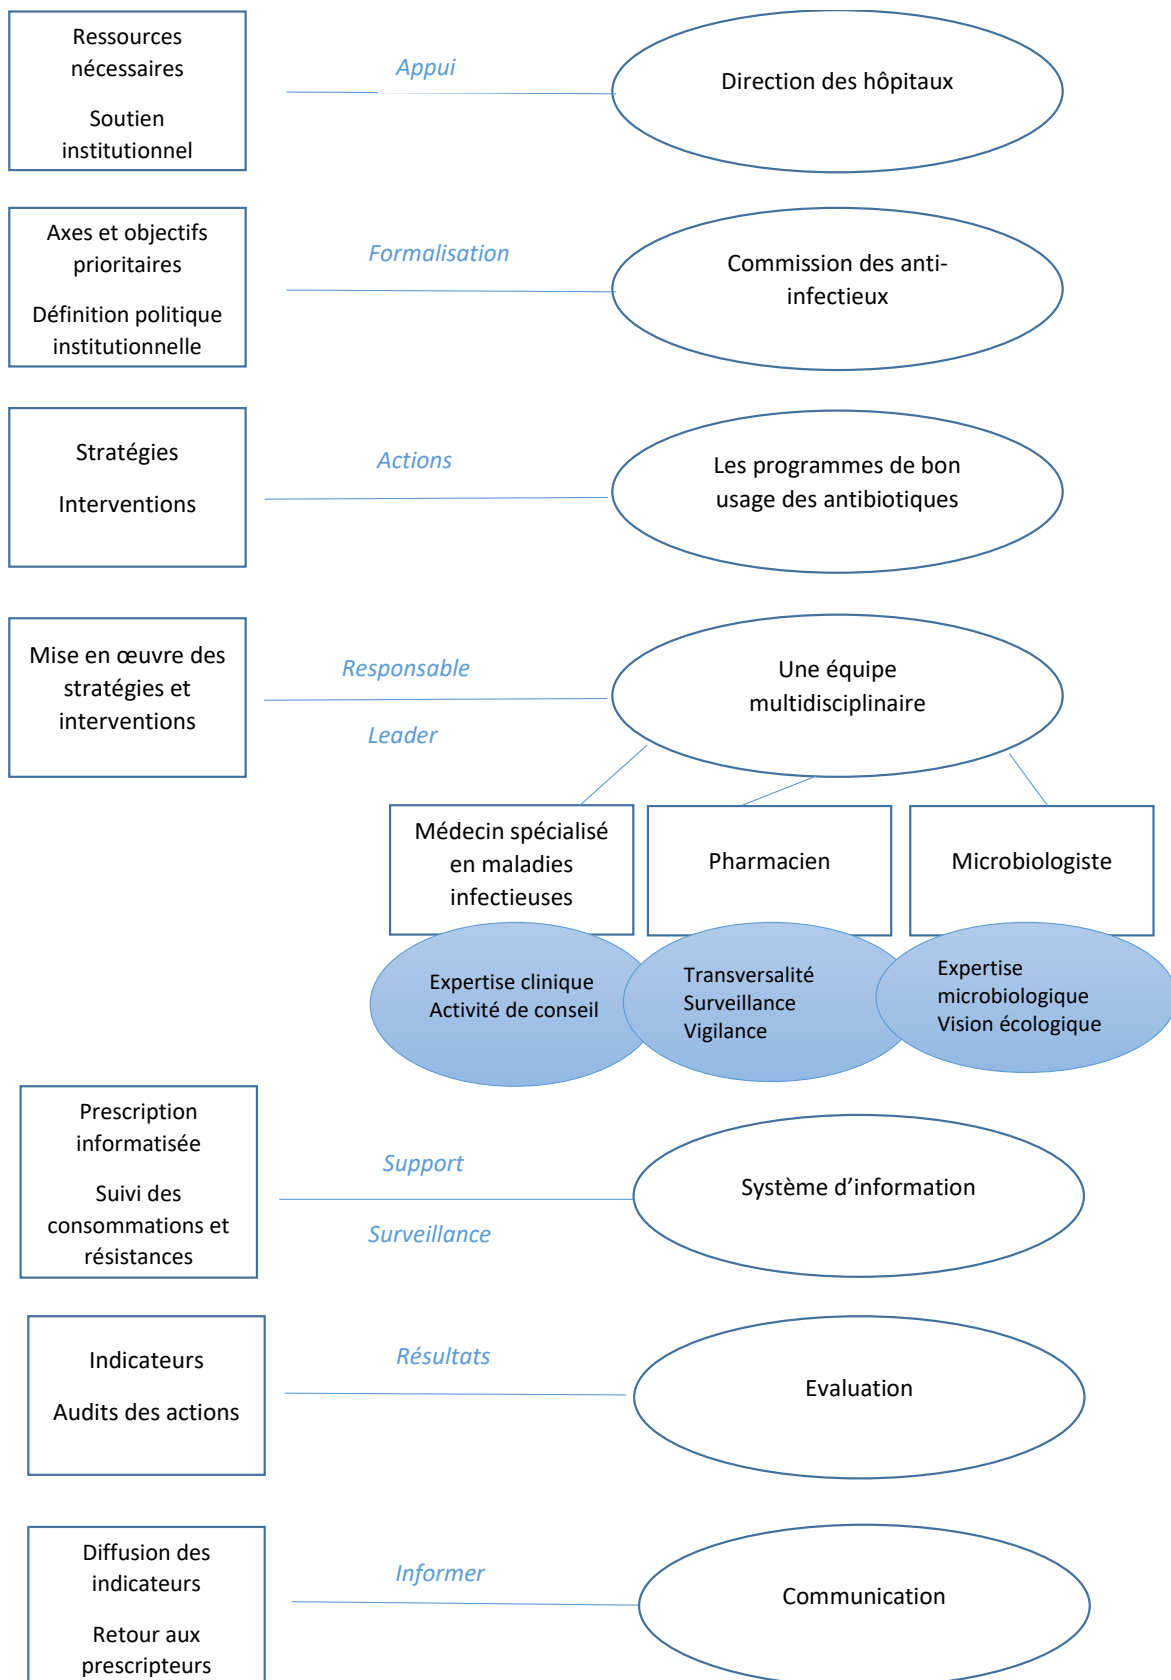 Ressources
nécessaires
Soutien
institutionnel
Appui
Direction des hôpitaux
Axes et objectifs
prioritaires
Définition politique
institutionnelle
Formalisation
Commission des anti-
infectieux
Stratégies
Interventions
Actions
Les programmes de bon
usage des antibiotiques
Mise en œuvre des
stratégies et
interventions
Responsable
Leader
Une équipe
multidisciplinaire
Médecin spécialisé
en maladies
infectieuses
Pharmacien
Microbiologiste
Expertise clinique
Activité de conseil
Transversalité
Surveillance
Vigilance
Expertise
microbiologique
Vision écologique
Prescription
informatisée
Suivi des
consommations et
résistances
Support
Surveillance
Système d’information
Indicateurs
Audits des actions
Résultats
Evaluation
Diffusion des
indicateurs
Retour aux
prescripteurs
Informer
Communication